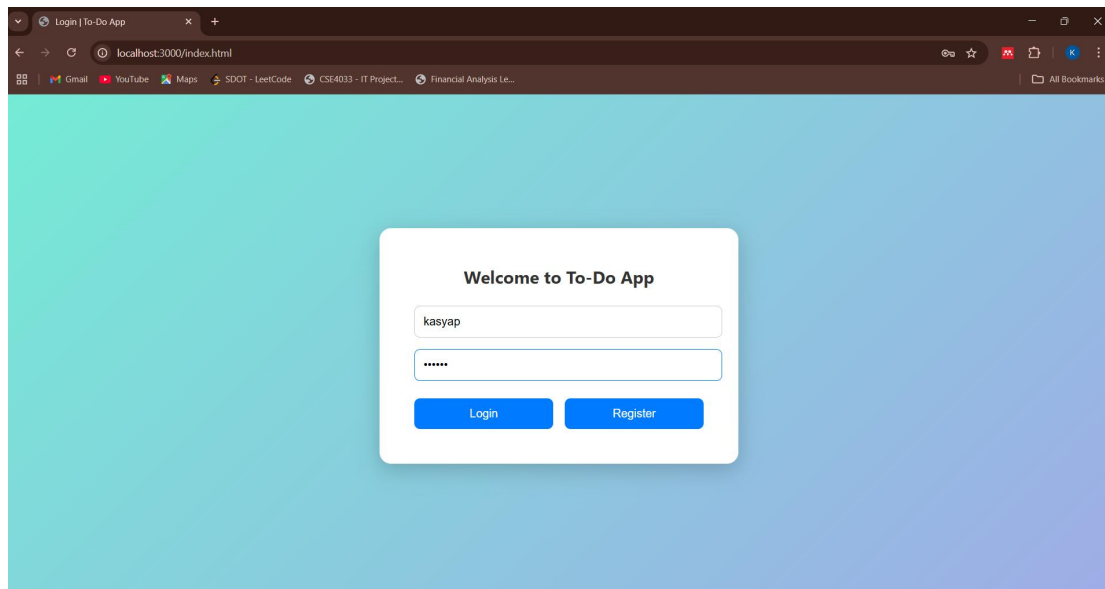 Login | To-Do App
localhost:3000/index.html
K
Gmail YouTube Maps SDOT - LeetCode CSE4033 - IT Project... Financial Analysis Le... All Bookmarks
Welcome to To-Do App
kasyap
••••••
Login Register